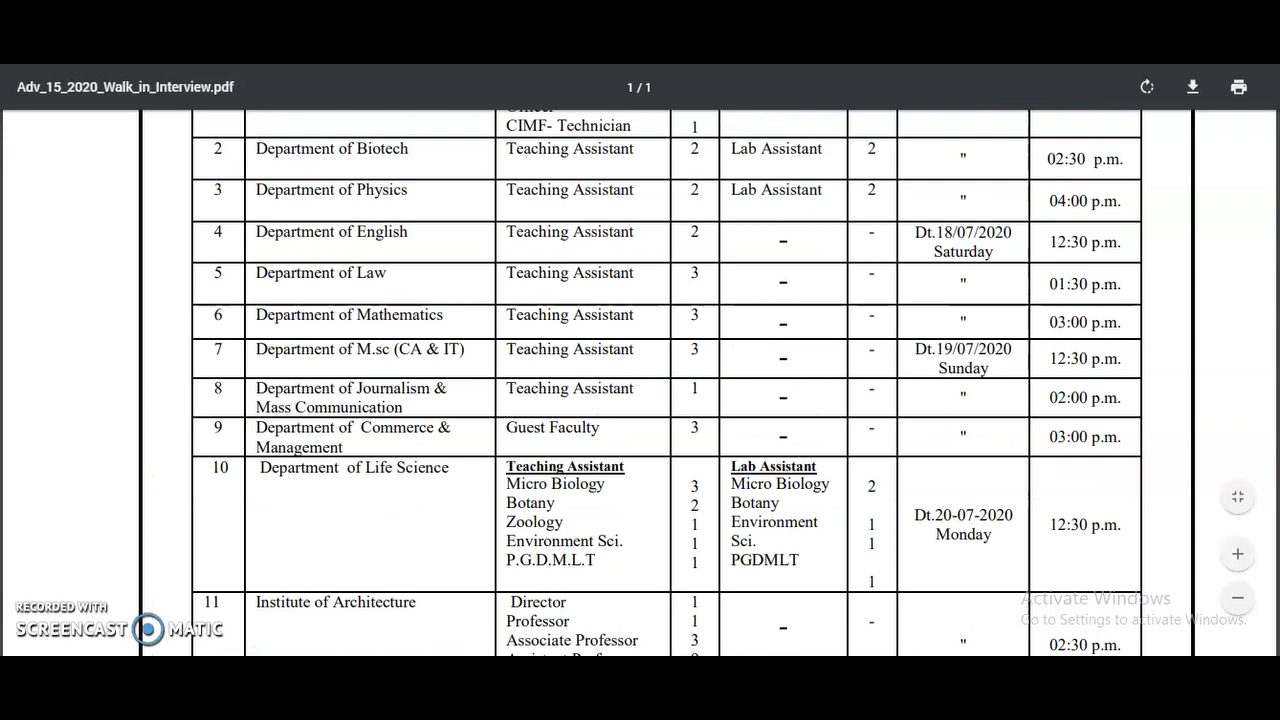 Adv_15_2020_Walk_in_Interview.pdf 1 / 1
CIMF- Technician 1
2 Department of Biotech Teaching Assistant 2 Lab Assistant 2 " 02:30 p.m.
3 Department of Physics Teaching Assistant 2 Lab Assistant 2 " 04:00 p.m.
4 Department of English Teaching Assistant 2 - - Dt.18/07/2020 12:30 p.m.
Saturday
5 Department of Law Teaching Assistant 3 - - " 01:30 p.m.
6 Department of Mathematics Teaching Assistant 3 - - " 03:00 p.m.
7 Department of M.sc (CA & IT) Teaching Assistant 3 - - Dt.19/07/2020 12:30 p.m.
Sunday
8 Department of Journalism & Teaching Assistant 1 - - " 02:00 p.m.
Mass Communication
9 Department of Commerce & Guest Faculty 3 - - " 03:00 p.m.
Management
10 Department of Life Science Teaching Assistant Lab Assistant
Micro Biology 3 Micro Biology 2
Botany 2 Botany
Zoology 1 Environment 1 Dt.20-07-2020 12:30 p.m.
Environment Sci. 1 Sci. 1 Monday
P.G.D.M.L.T 1 PGDMLT
1
11 Institute of Architecture Director 1
Professor 1 - -
Associate Professor 3 " 02:30 p.m.
Activate Windows
Go to Settings to activate Windows.
RECORDED WITH
SCREENCAST MATIC